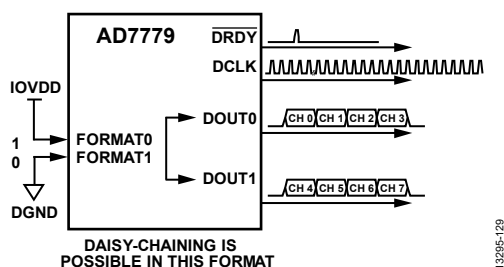 AD7779
DRDY
DCLK
IOVDD
DOUT0
CH 0 CH 1 CH 2 CH 3
1 FORMAT0
0 FORMAT1
DOUT1
CH 4 CH 5 CH 6 CH 7
DGND
DAISY-CHAINING IS
POSSIBLE IN THIS FORMAT
13295-129